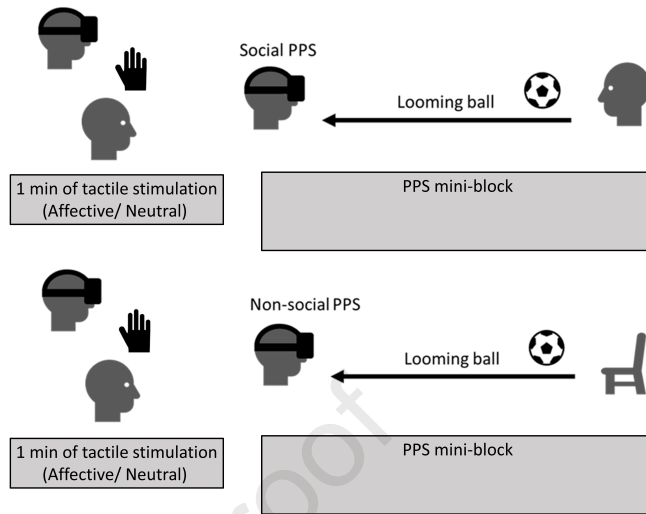 Social PPS
Looming ball
1 min of tactile stimulation
(Affective/ Neutral)
PPS mini-block
Non-social PPS
Looming ball
1 min of tactile stimulation
(Affective/ Neutral)
PPS mini-block
roof